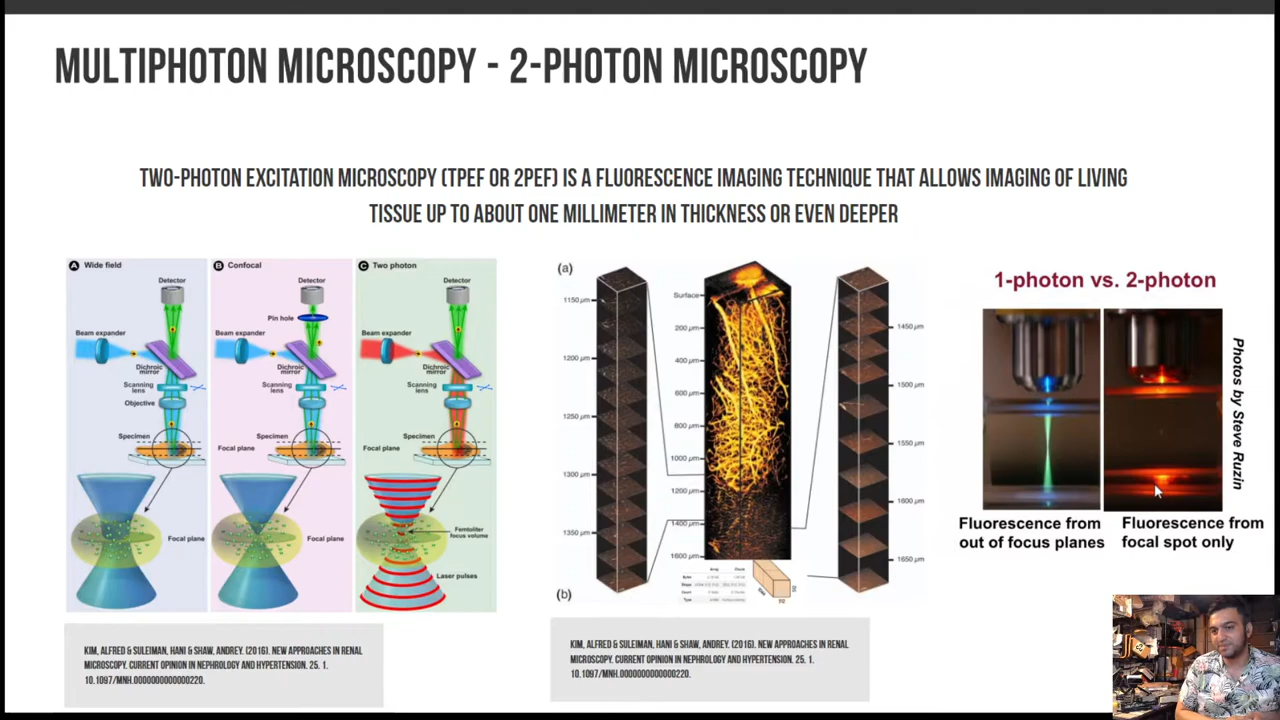 MULTIPHOTON MICROSCOPY - 2-PHOTON MICROSCOPY
TWO-PHOTON EXCITATION MICROSCOPY (TPEF OR 2PEF) IS A FLUORESCENCE IMAGING TECHNIQUE THAT ALLOWS IMAGING OF LIVING
TISSUE UP TO ABOUT ONE MILLIMETER IN THICKNESS OR EVEN DEEPER
A Wide field
Detector
Beam expander
Dichroic
mirror
Scanning
lens
Objective
Specimen
Focal plane
B Confocal
Detector
Pin hole
Beam expander
Dichroic
mirror
Scanning
lens
Specimen
Focal plane
Focal plane
C Two photon
Detector
Beam expander
Dichroic
mirror
Scanning
lens
Specimen
Focal plane
Femtoliter
focus volume
Laser pulses
(a)
1150 µm
1200 µm
1250 µm
1300 µm
1350 µm
(b)
Surface
200 µm
400 µm
600 µm
800 µm
1000 µm
1200 µm
1400 µm
1600 µm
1450 µm
1500 µm
1550 µm
1600 µm
1650 µm
1-photon vs. 2-photon
Photos by Steve Ruzin
Fluorescence from
out of focus planes
Fluorescence from
focal spot only
KIM, ALFRED & SULEIMAN, HANI & SHAW, ANDREY. (2016). NEW APPROACHES IN RENAL
MICROSCOPY. CURRENT OPINION IN NEPHROLOGY AND HYPERTENSION. 25. 1.
10.1097/MNH.0000000000000220.
KIM, ALFRED & SULEIMAN, HANI & SHAW, ANDREY. (2016). NEW APPROACHES IN RENAL
MICROSCOPY. CURRENT OPINION IN NEPHROLOGY AND HYPERTENSION. 25. 1.
10.1097/MNH.0000000000000220.